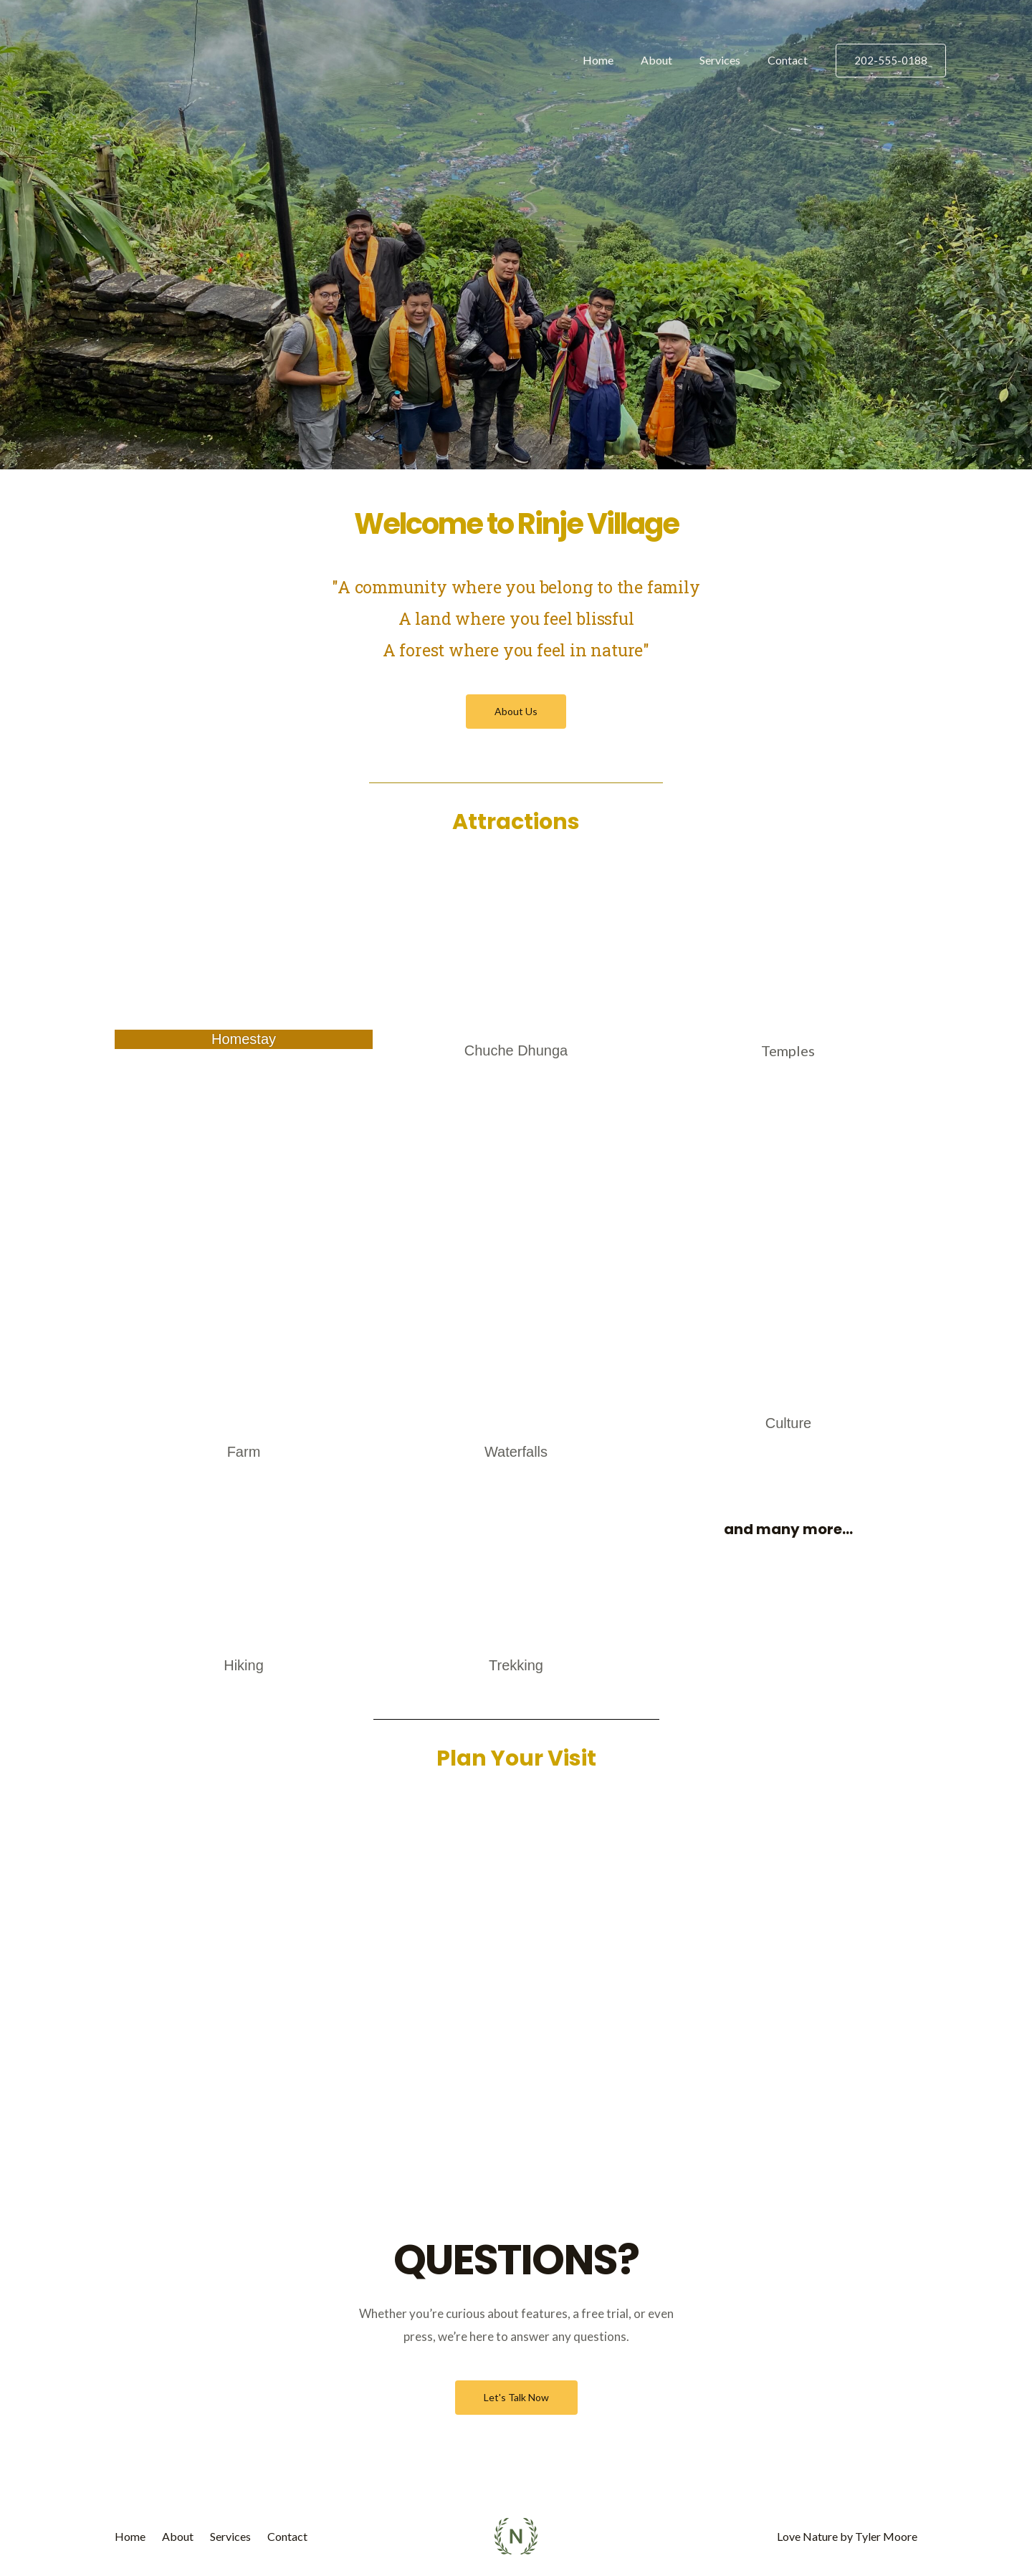 Home About Services Contact 202-555-0188
Welcome to Rinje Village
"A community where you belong to the family
A land where you feel blissful
A forest where you feel in nature"
About Us
Attractions
Homestay
Chuche Dhunga
Temples
Culture
Farm
Waterfalls
and many more...
Hiking
Trekking
Plan Your Visit
QUESTIONS?
Whether you’re curious about features, a free trial, or even
press, we’re here to answer any questions.
Let's Talk Now
Home About Services Contact
N
Love Nature by Tyler Moore